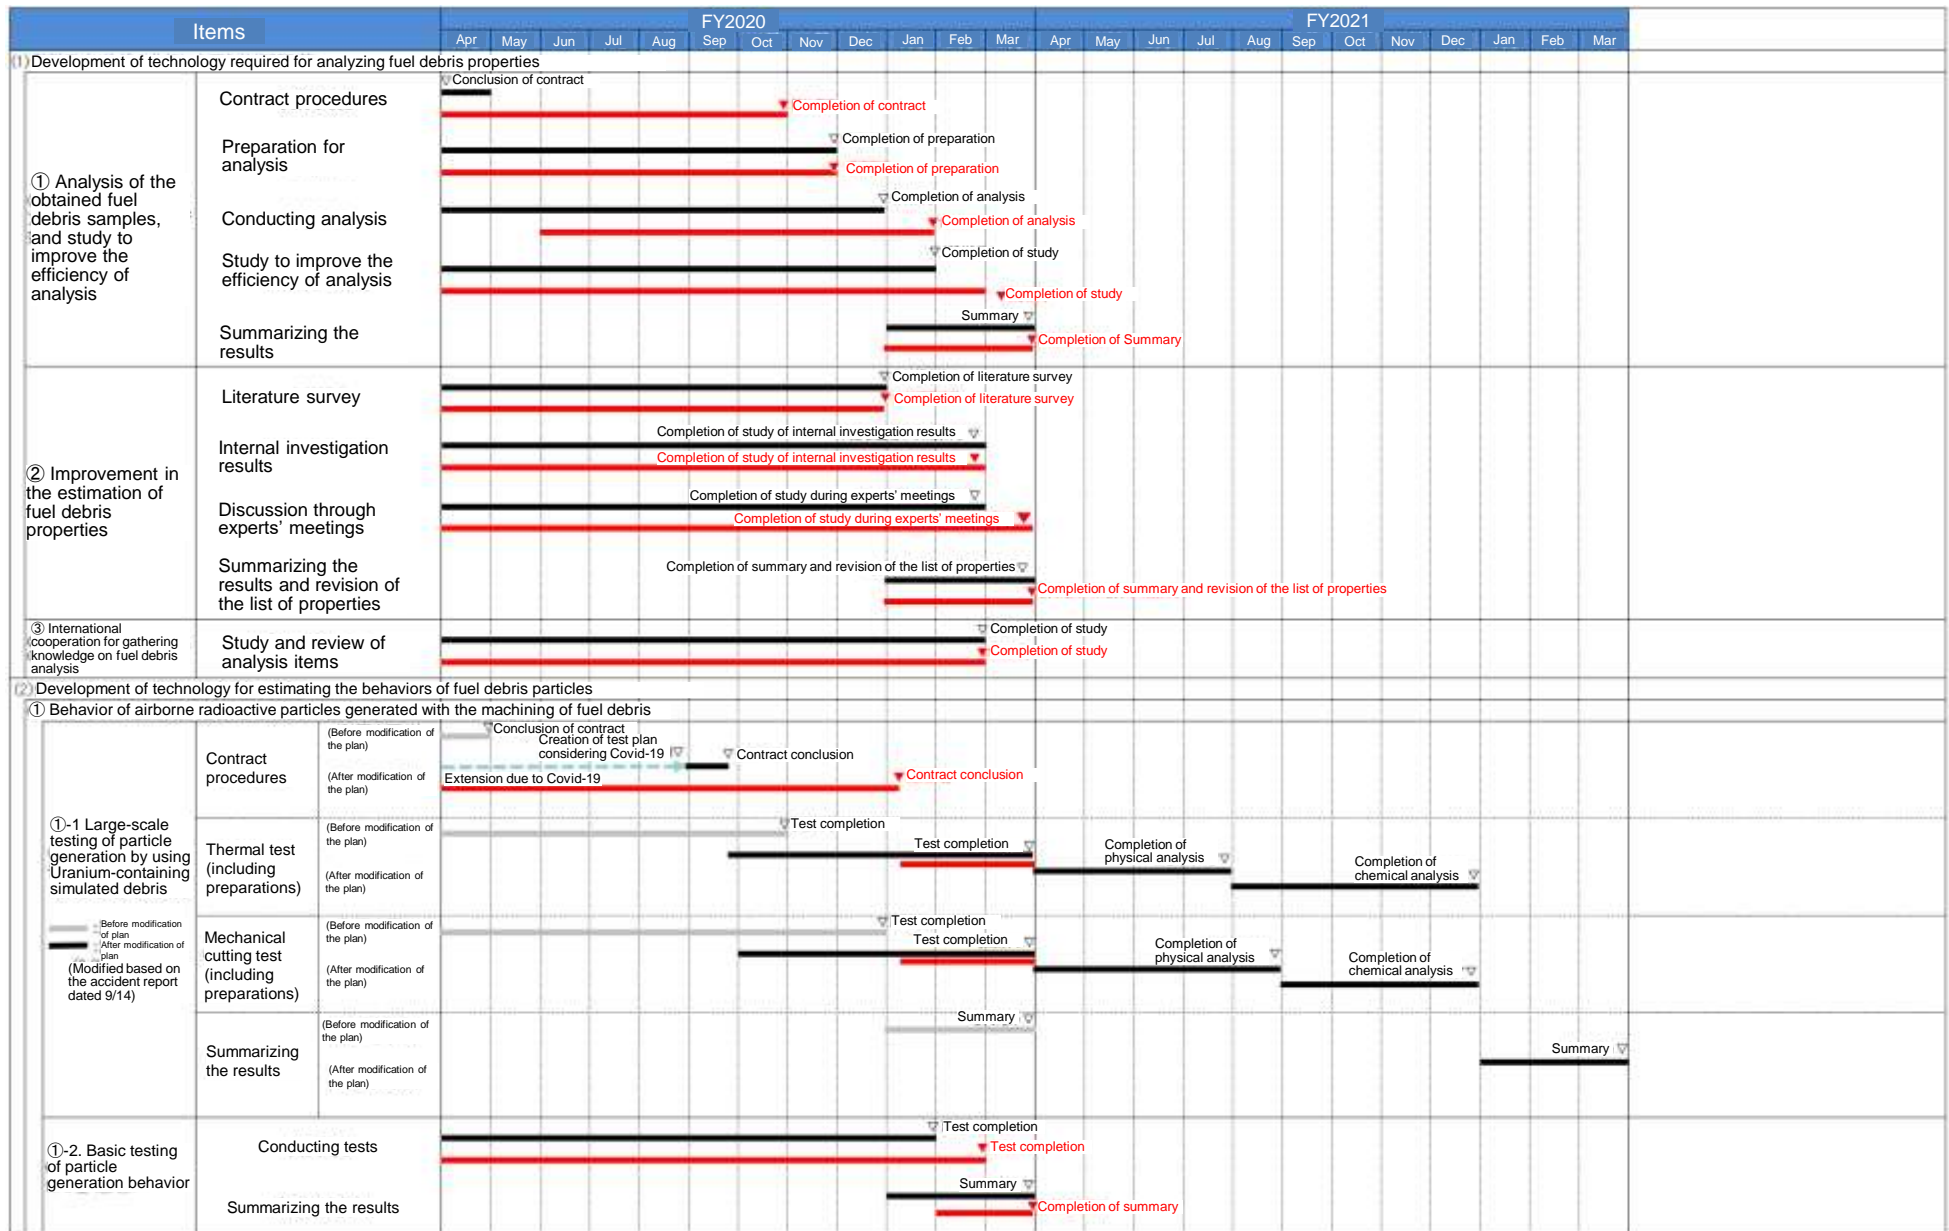 Items
FY2020
FY2021
Apr May Jun Jul Aug Sep Oct Nov Dec Jan Feb Mar Apr May Jun Jul Aug Sep Oct Nov Dec Jan Feb Mar
(1) Development of technology required for analyzing fuel debris properties
① Analysis of the
obtained fuel
debris samples,
and study to
improve the
efficiency of
analysis
Contract procedures
Conclusion of contract
Completion of contract
Preparation for
analysis
Completion of preparation
Completion of preparation
Conducting analysis
Completion of analysis
Completion of analysis
Study to improve the
efficiency of analysis
Completion of study
Completion of study
Summarizing the
results
Summary
Completion of Summary
② Improvement in
the estimation of
fuel debris
properties
Literature survey
Completion of literature survey
Completion of literature survey
Internal investigation
results
Completion of study of internal investigation results
Completion of study of internal investigation results
Discussion through
experts' meetings
Completion of study during experts' meetings
Completion of study during experts' meetings
Summarizing the
results and revision of
the list of properties
Completion of summary and revision of the list of properties
Completion of summary and revision of the list of properties
③ International
cooperation for gathering
knowledge on fuel debris
analysis
Study and review of
analysis items
Completion of study
Completion of study
(2) Development of technology for estimating the behaviors of fuel debris particles
① Behavior of airborne radioactive particles generated with the machining of fuel debris
①-1 Large-scale
testing of particle
generation by using
Uranium-containing
simulated debris
Before modification
of plan
After modification of
plan
(Modified based on
the accident report
dated 9/14)
Contract
procedures
(Before modification of
the plan)
(After modification of
the plan)
Conclusion of contract
Creation of test plan
considering Covid-19
Contract conclusion
Extension due to Covid-19
Contract conclusion
Thermal test
(including
preparations)
(Before modification of
the plan)
(After modification of
the plan)
Test completion
Test completion
Completion of
physical analysis
Completion of
chemical analysis
Mechanical
cutting test
(including
preparations)
(Before modification of
the plan)
(After modification of
the plan)
Test completion
Test completion
Completion of
physical analysis
Completion of
chemical analysis
Summarizing
the results
(Before modification of
the plan)
(After modification of
the plan)
Summary
Summary
①-2. Basic testing
of particle
generation behavior
Conducting tests
Test completion
Test completion
Summarizing the results
Summary
Completion of summary